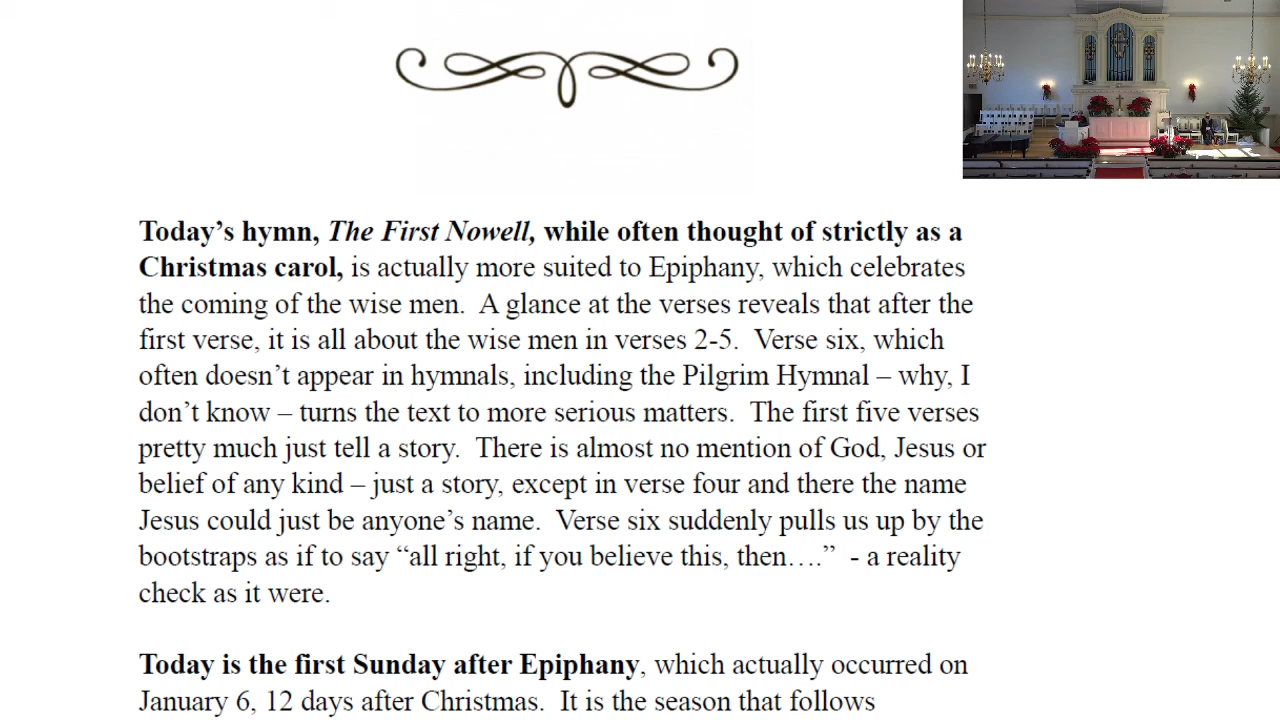 Today’s hymn, The First Nowell, while often thought of strictly as a
Christmas carol, is actually more suited to Epiphany, which celebrates
the coming of the wise men.  A glance at the verses reveals that after the
first verse, it is all about the wise men in verses 2-5.  Verse six, which
often doesn’t appear in hymnals, including the Pilgrim Hymnal – why, I
don’t know – turns the text to more serious matters.  The first five verses
pretty much just tell a story.  There is almost no mention of God, Jesus or
belief of any kind – just a story, except in verse four and there the name
Jesus could just be anyone’s name.  Verse six suddenly pulls us up by the
bootstraps as if to say “all right, if you believe this, then….”  - a reality
check as it were.
Today is the first Sunday after Epiphany, which actually occurred on
January 6, 12 days after Christmas.  It is the season that follows